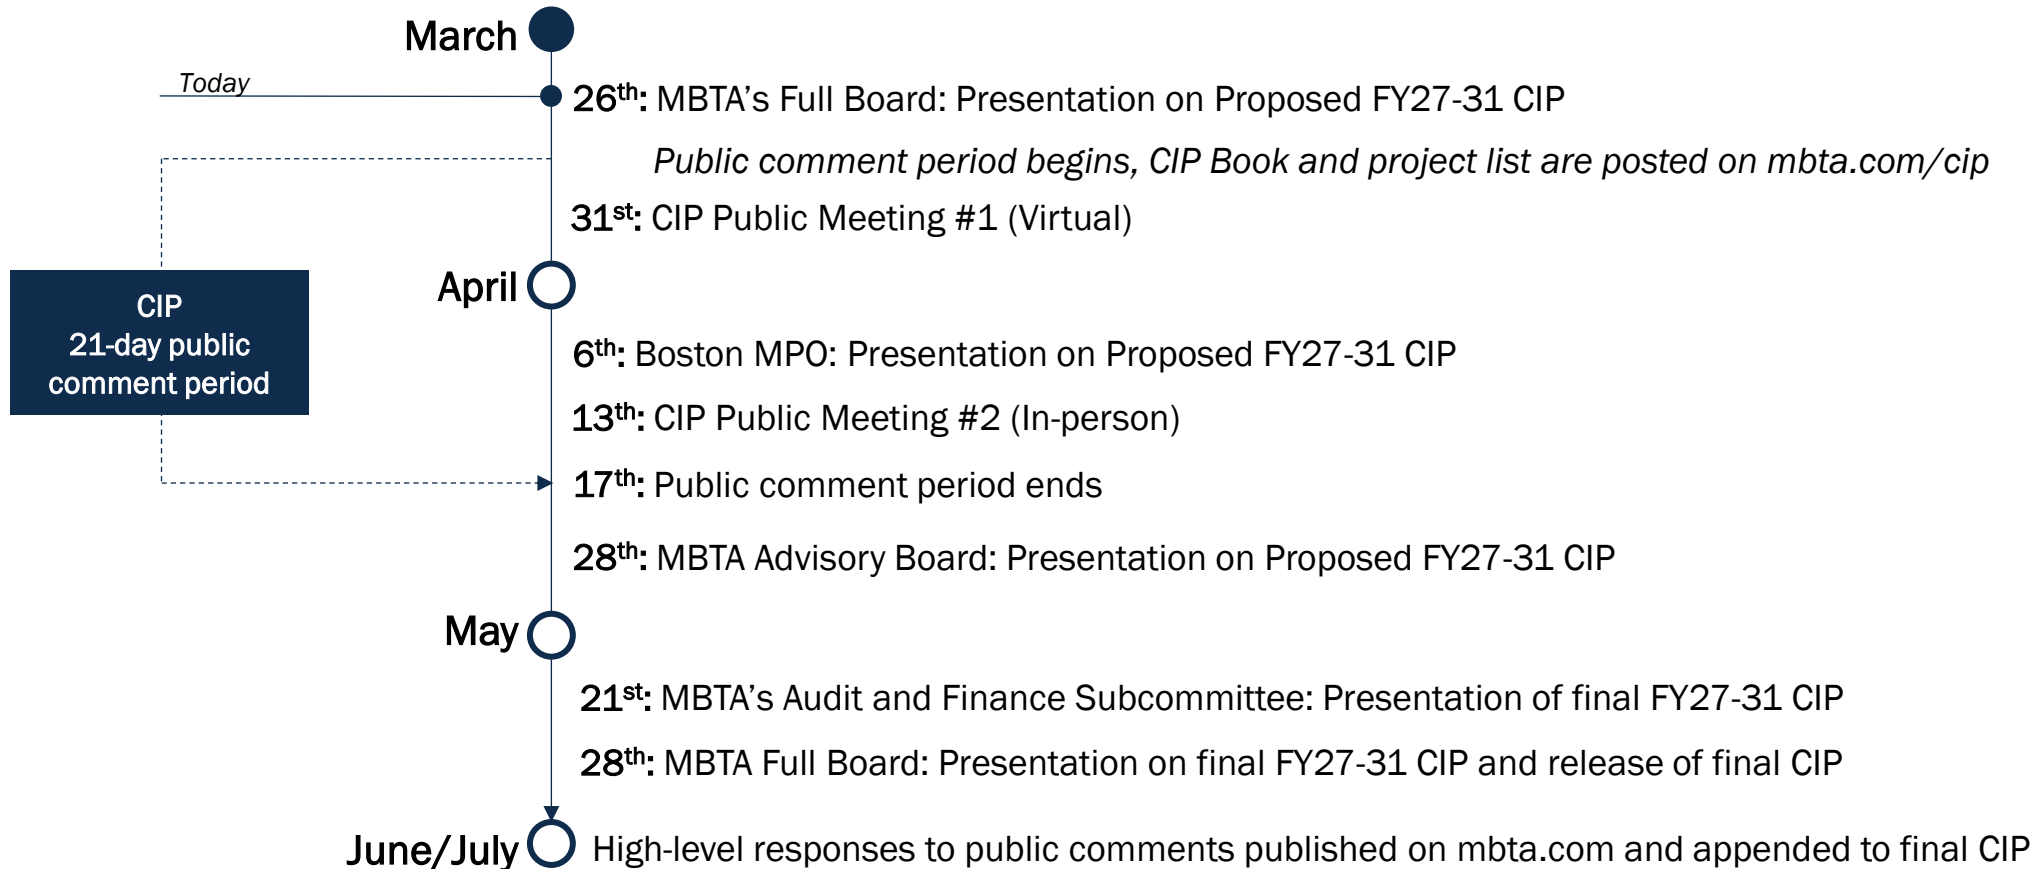 March
Today
26th: MBTA’s Full Board: Presentation on Proposed FY27-31 CIP
Public comment period begins, CIP Book and project list are posted on mbta.com/cip
31st: CIP Public Meeting #1 (Virtual)
CIP
21-day public
comment period
April
6th: Boston MPO: Presentation on Proposed FY27-31 CIP
13th: CIP Public Meeting #2 (In-person)
17th: Public comment period ends
28th: MBTA Advisory Board: Presentation on Proposed FY27-31 CIP
May
21st: MBTA’s Audit and Finance Subcommittee: Presentation of final FY27-31 CIP
28th: MBTA Full Board: Presentation on final FY27-31 CIP and release of final CIP
June/July
High-level responses to public comments published on mbta.com and appended to final CIP